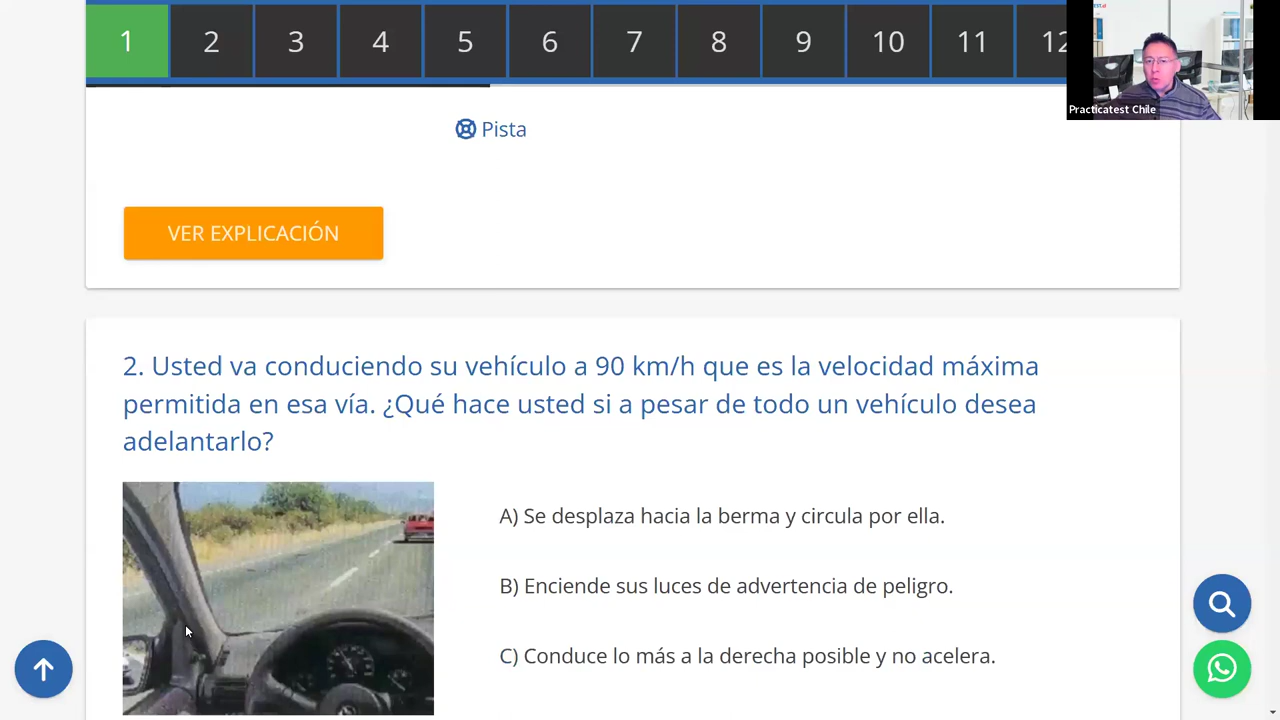 1 2 3 4 5 6 7 8 9 10 11 12
Practicatest Chile
Pista
VER EXPLICACIÓN
2. Usted va conduciendo su vehículo a 90 km/h que es la velocidad máxima
permitida en esa vía. ¿Qué hace usted si a pesar de todo un vehículo desea
adelantarlo?
A) Se desplaza hacia la berma y circula por ella.
B) Enciende sus luces de advertencia de peligro.
C) Conduce lo más a la derecha posible y no acelera.